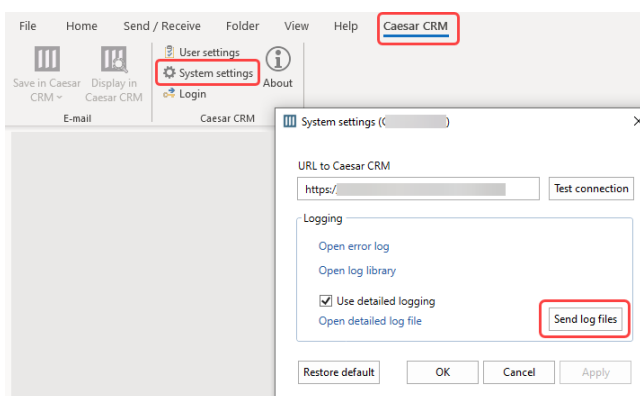 File Home Send / Receive Folder View Help Caesar CRM
User settings
System settings
Login
Save in Caesar CRM
Display in Caesar CRM
About
E-mail
Caesar CRM
System settings (C )
URL to Caesar CRM
https:/
Test connection
Logging
Open error log
Open log library
Use detailed logging
Open detailed log file
Send log files
Restore default OK Cancel Apply